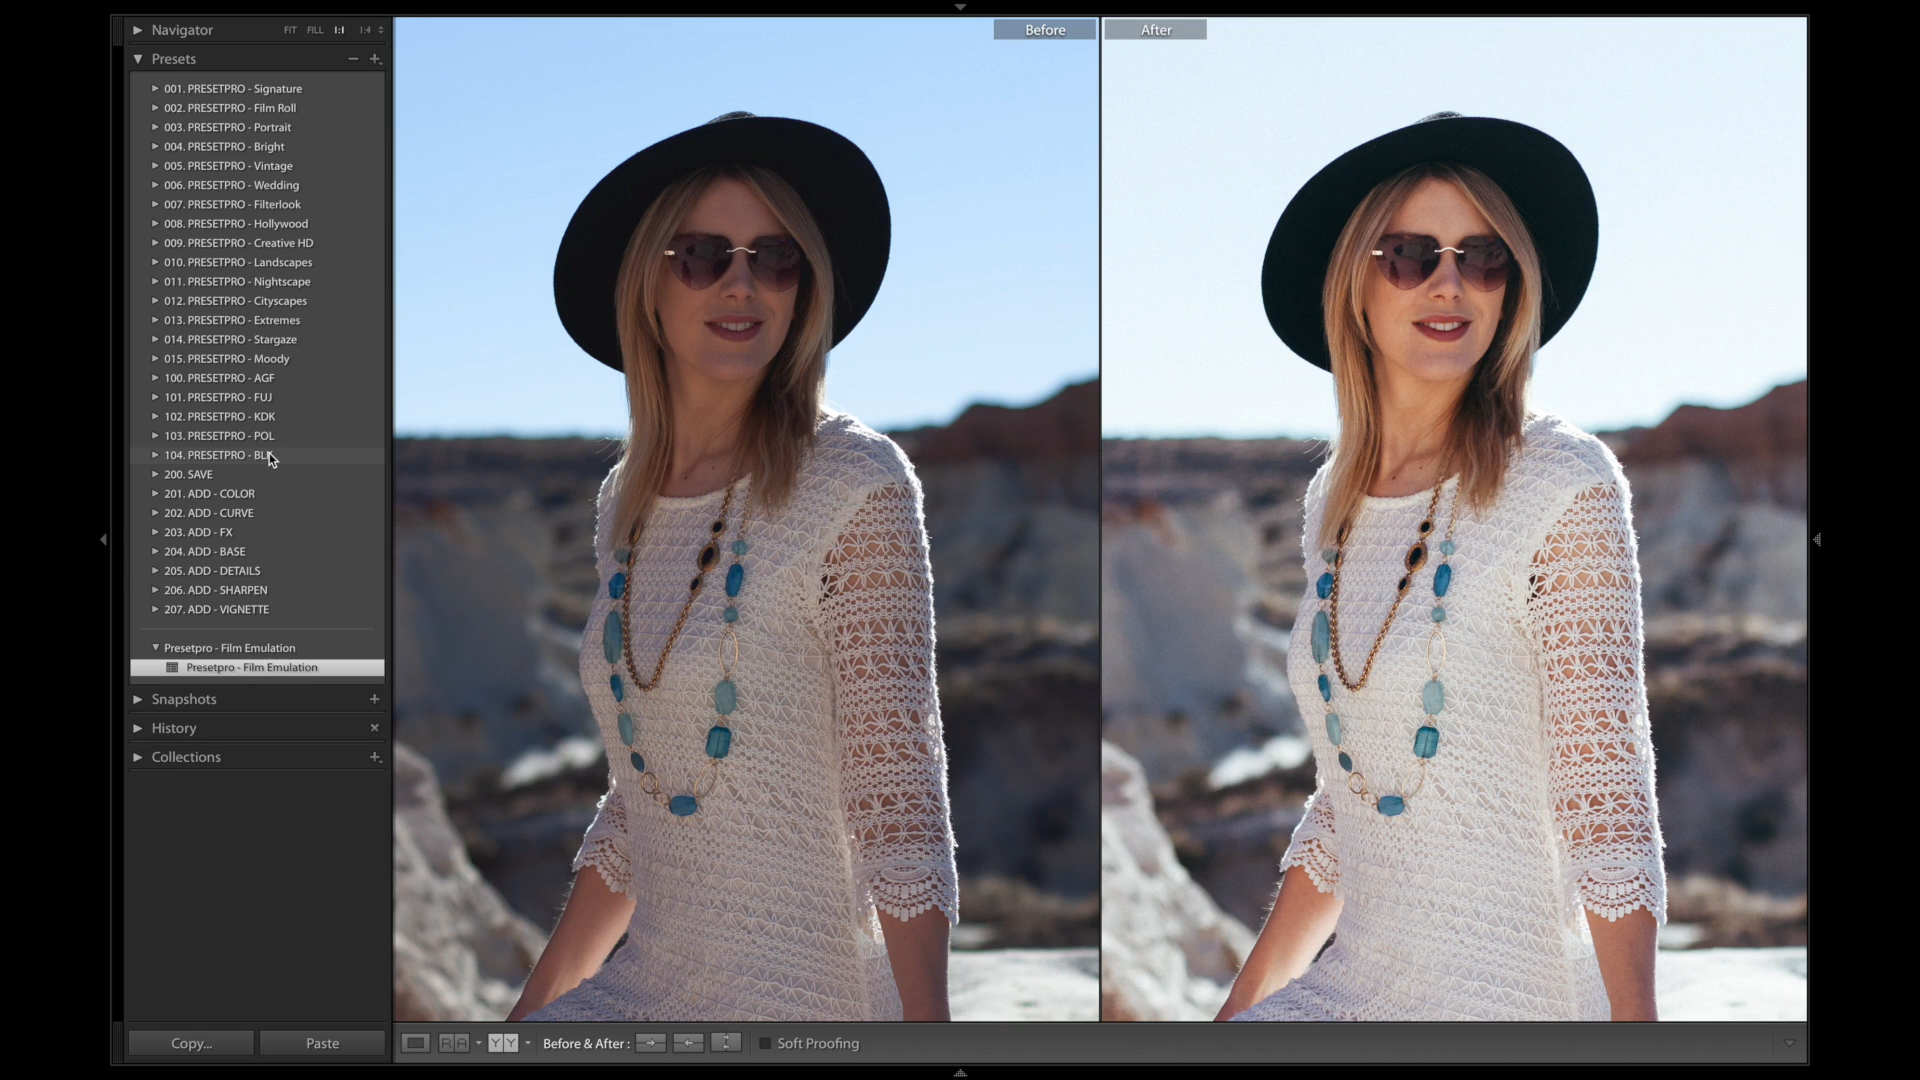 Navigator FIT FILL 1:1 1:4
Presets
001. PRESETPRO - Signature
002. PRESETPRO - Film Roll
003. PRESETPRO - Portrait
004. PRESETPRO - Bright
005. PRESETPRO - Vintage
006. PRESETPRO - Wedding
007. PRESETPRO - Filterlook
008. PRESETPRO - Hollywood
009. PRESETPRO - Creative HD
010. PRESETPRO - Landscapes
011. PRESETPRO - Nightscape
012. PRESETPRO - Cityscapes
013. PRESETPRO - Extremes
014. PRESETPRO - Stargaze
015. PRESETPRO - Moody
100. PRESETPRO - AGF
101. PRESETPRO - FUJ
102. PRESETPRO - KDK
103. PRESETPRO - POL
104. PRESETPRO -
200. SAVE
201. ADD - COLOR
202. ADD - CURVE
203. ADD - FX
204. ADD - BASE
205. ADD - DETAILS
206. ADD - SHARPEN
207. ADD - VIGNETTE
Presetpro - Film Emulation
Presetpro - Film Emulation
Snapshots
History
Collections
Copy... Paste
Before
After
R A Y Y Before & After : Soft Proofing